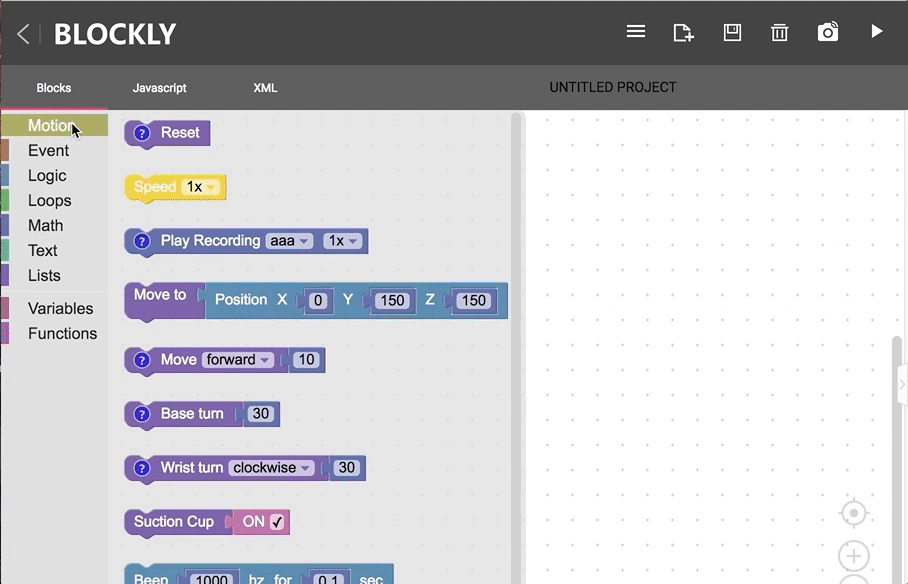 BLOCKLY
Blocks Javascript XML UNTITLED PROJECT
Motion
Event
Logic
Loops
Math
Text
Lists
Variables
Functions
? Reset
Speed 1x
? Play Recording aaa 1x
Move to Position X 0 Y 150 Z 150
? Move forward 10
? Base turn 30
? Wrist turn clockwise 30
Suction Cup ON
Beep 1000 hz for 0.1 sec